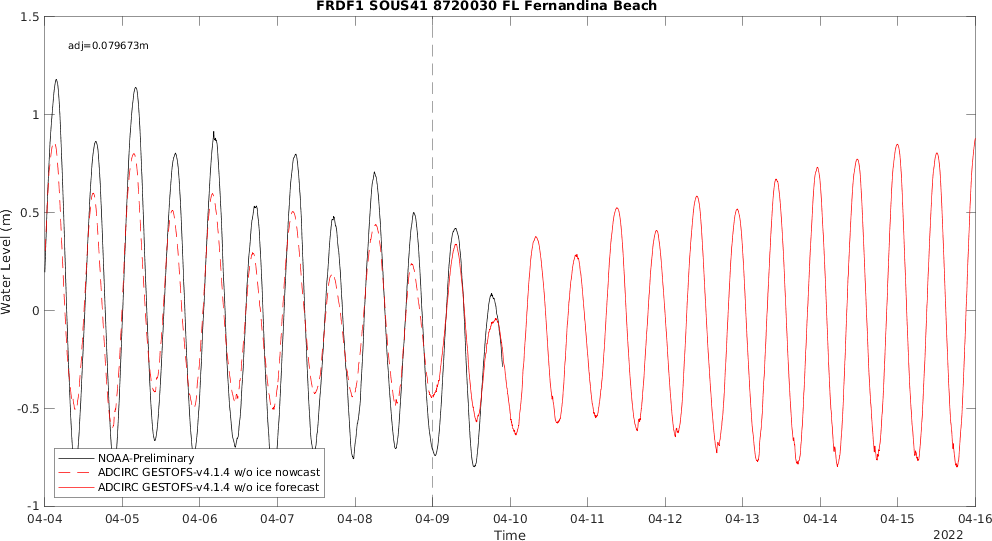 FRDF1 SOUS41 8720030 FL Fernandina Beach
adj=0.079673m
Water Level (m)
1.5
1
0.5
0
-0.5
-1
NOAA-Preliminary
ADCIRC GESTOFS-v4.1.4 w/o ice nowcast
ADCIRC GESTOFS-v4.1.4 w/o ice forecast
04-04 04-05 04-06 04-07 04-08 04-09 04-10 04-11 04-12 04-13 04-14 04-15 04-16
Time
2022